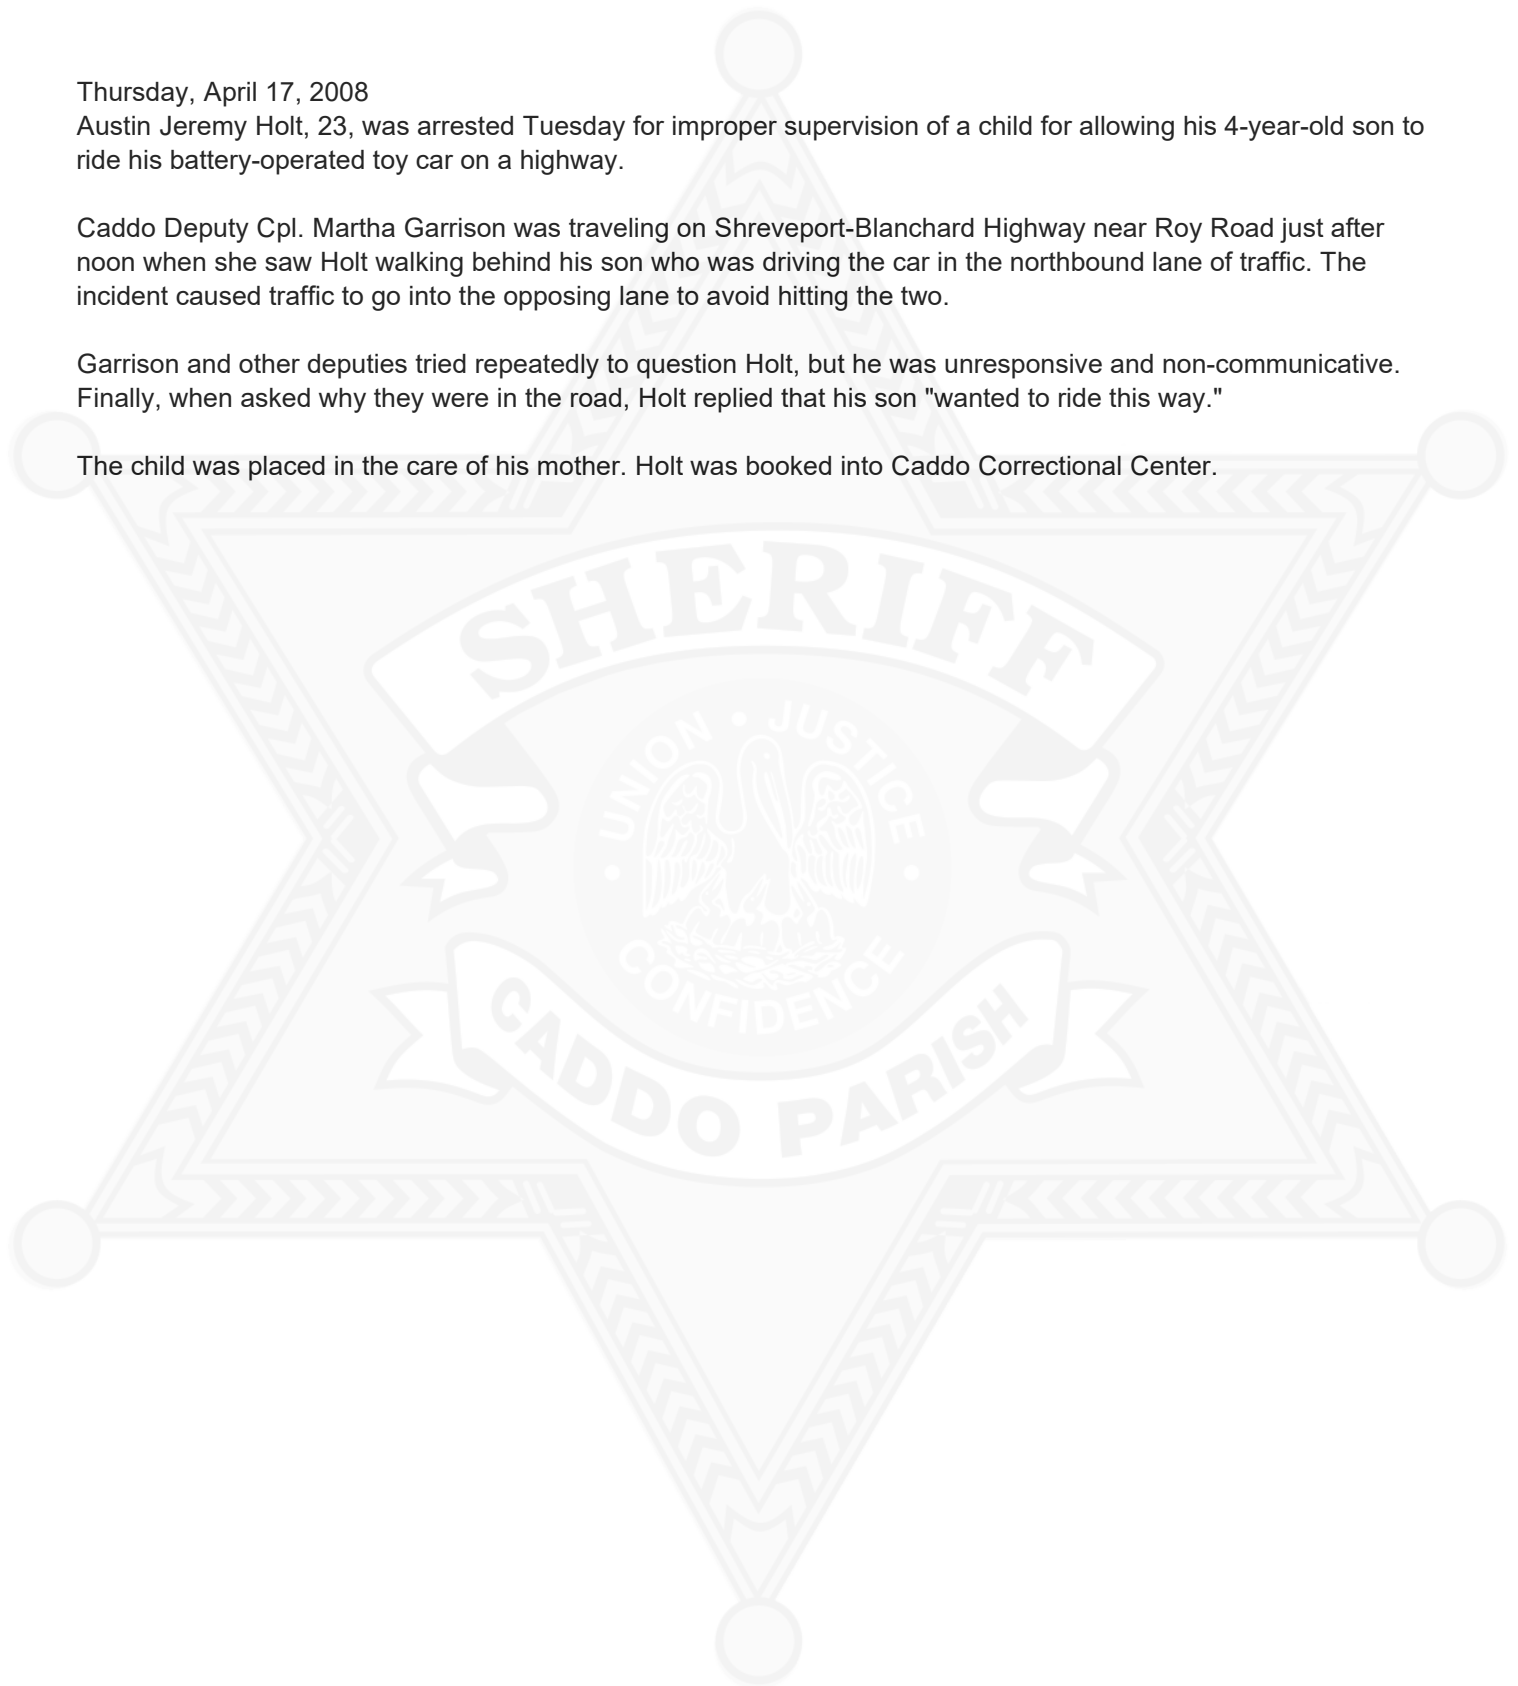 Thursday, April 17, 2008
Austin Jeremy Holt, 23, was arrested Tuesday for improper supervision of a child for allowing his 4-year-old son to
ride his battery-operated toy car on a highway.
Caddo Deputy Cpl. Martha Garrison was traveling on Shreveport-Blanchard Highway near Roy Road just after
noon when she saw Holt walking behind his son who was driving the car in the northbound lane of traffic. The
incident caused traffic to go into the opposing lane to avoid hitting the two.
Garrison and other deputies tried repeatedly to question Holt, but he was unresponsive and non-communicative.
Finally, when asked why they were in the road, Holt replied that his son "wanted to ride this way."
The child was placed in the care of his mother. Holt was booked into Caddo Correctional Center.
SHERIFF
UNION • JUSTICE
• CONFIDENCE •
CADDO PARISH